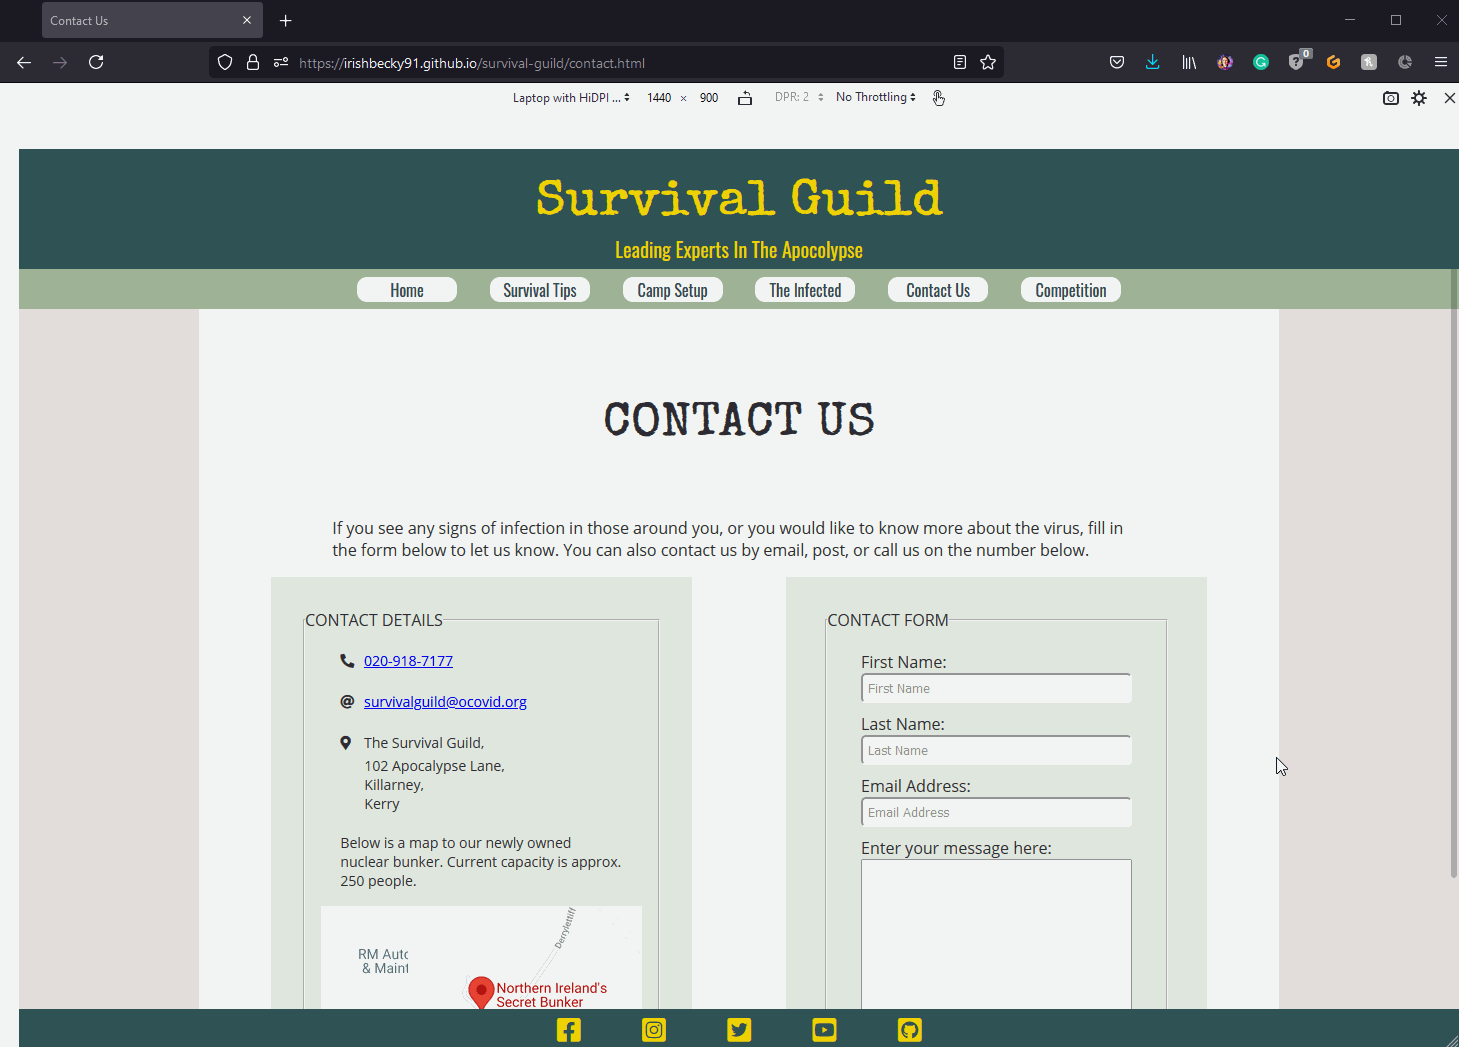 Contact Us
https://irishbecky91.github.io/survival-guild/contact.html
0
Laptop with HiDPI ... 1440 × 900 DPR: 2 No Throttling
Survival Guild
Leading Experts In The Apocolypse
Home Survival Tips Camp Setup The Infected Contact Us Competition
CONTACT US
If you see any signs of infection in those around you, or you would like to know more about the virus, fill in
the form below to let us know. You can also contact us by email, post, or call us on the number below.
CONTACT DETAILS
020-918-7177
survivalguild@ocovid.org
The Survival Guild,
102 Apocalypse Lane,
Killarney,
Kerry
Below is a map to our newly owned
nuclear bunker. Current capacity is approx.
250 people.
Derrylettiff
RM Auto
& Maint
Northern Ireland's
Secret Bunker
CONTACT FORM
First Name:
First Name
Last Name:
Last Name
Email Address:
Email Address
Enter your message here: